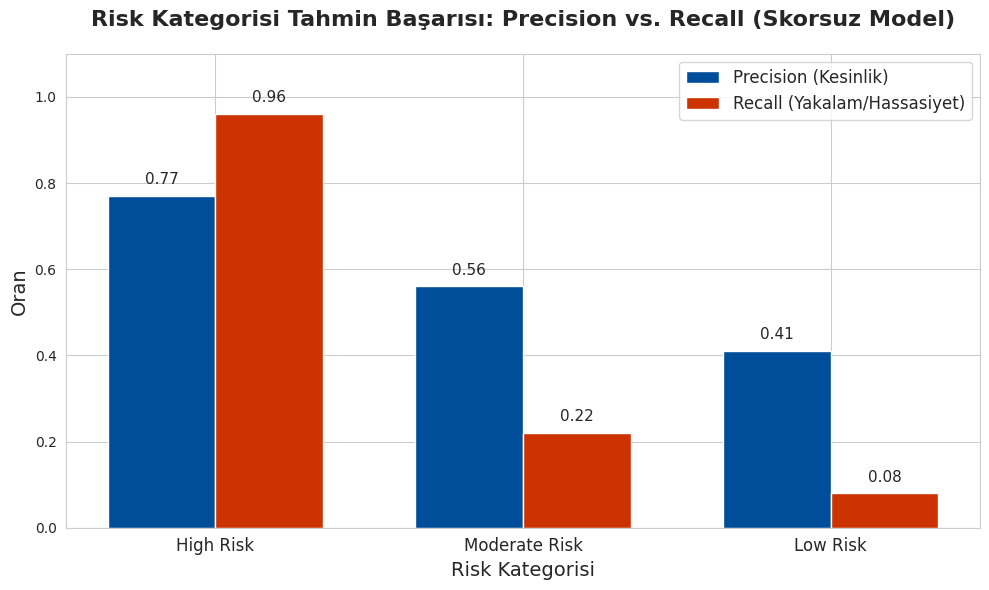 Risk Kategorisi Tahmin Başarısı: Precision vs. Recall (Skorsuz Model)
Precision (Kesinlik)
Recall (Yakalam/Hassasiyet)
Oran
1.0
0.8
0.6
0.4
0.2
0.0
0.77
0.96
0.56
0.22
0.41
0.08
High Risk
Moderate Risk
Low Risk
Risk Kategorisi